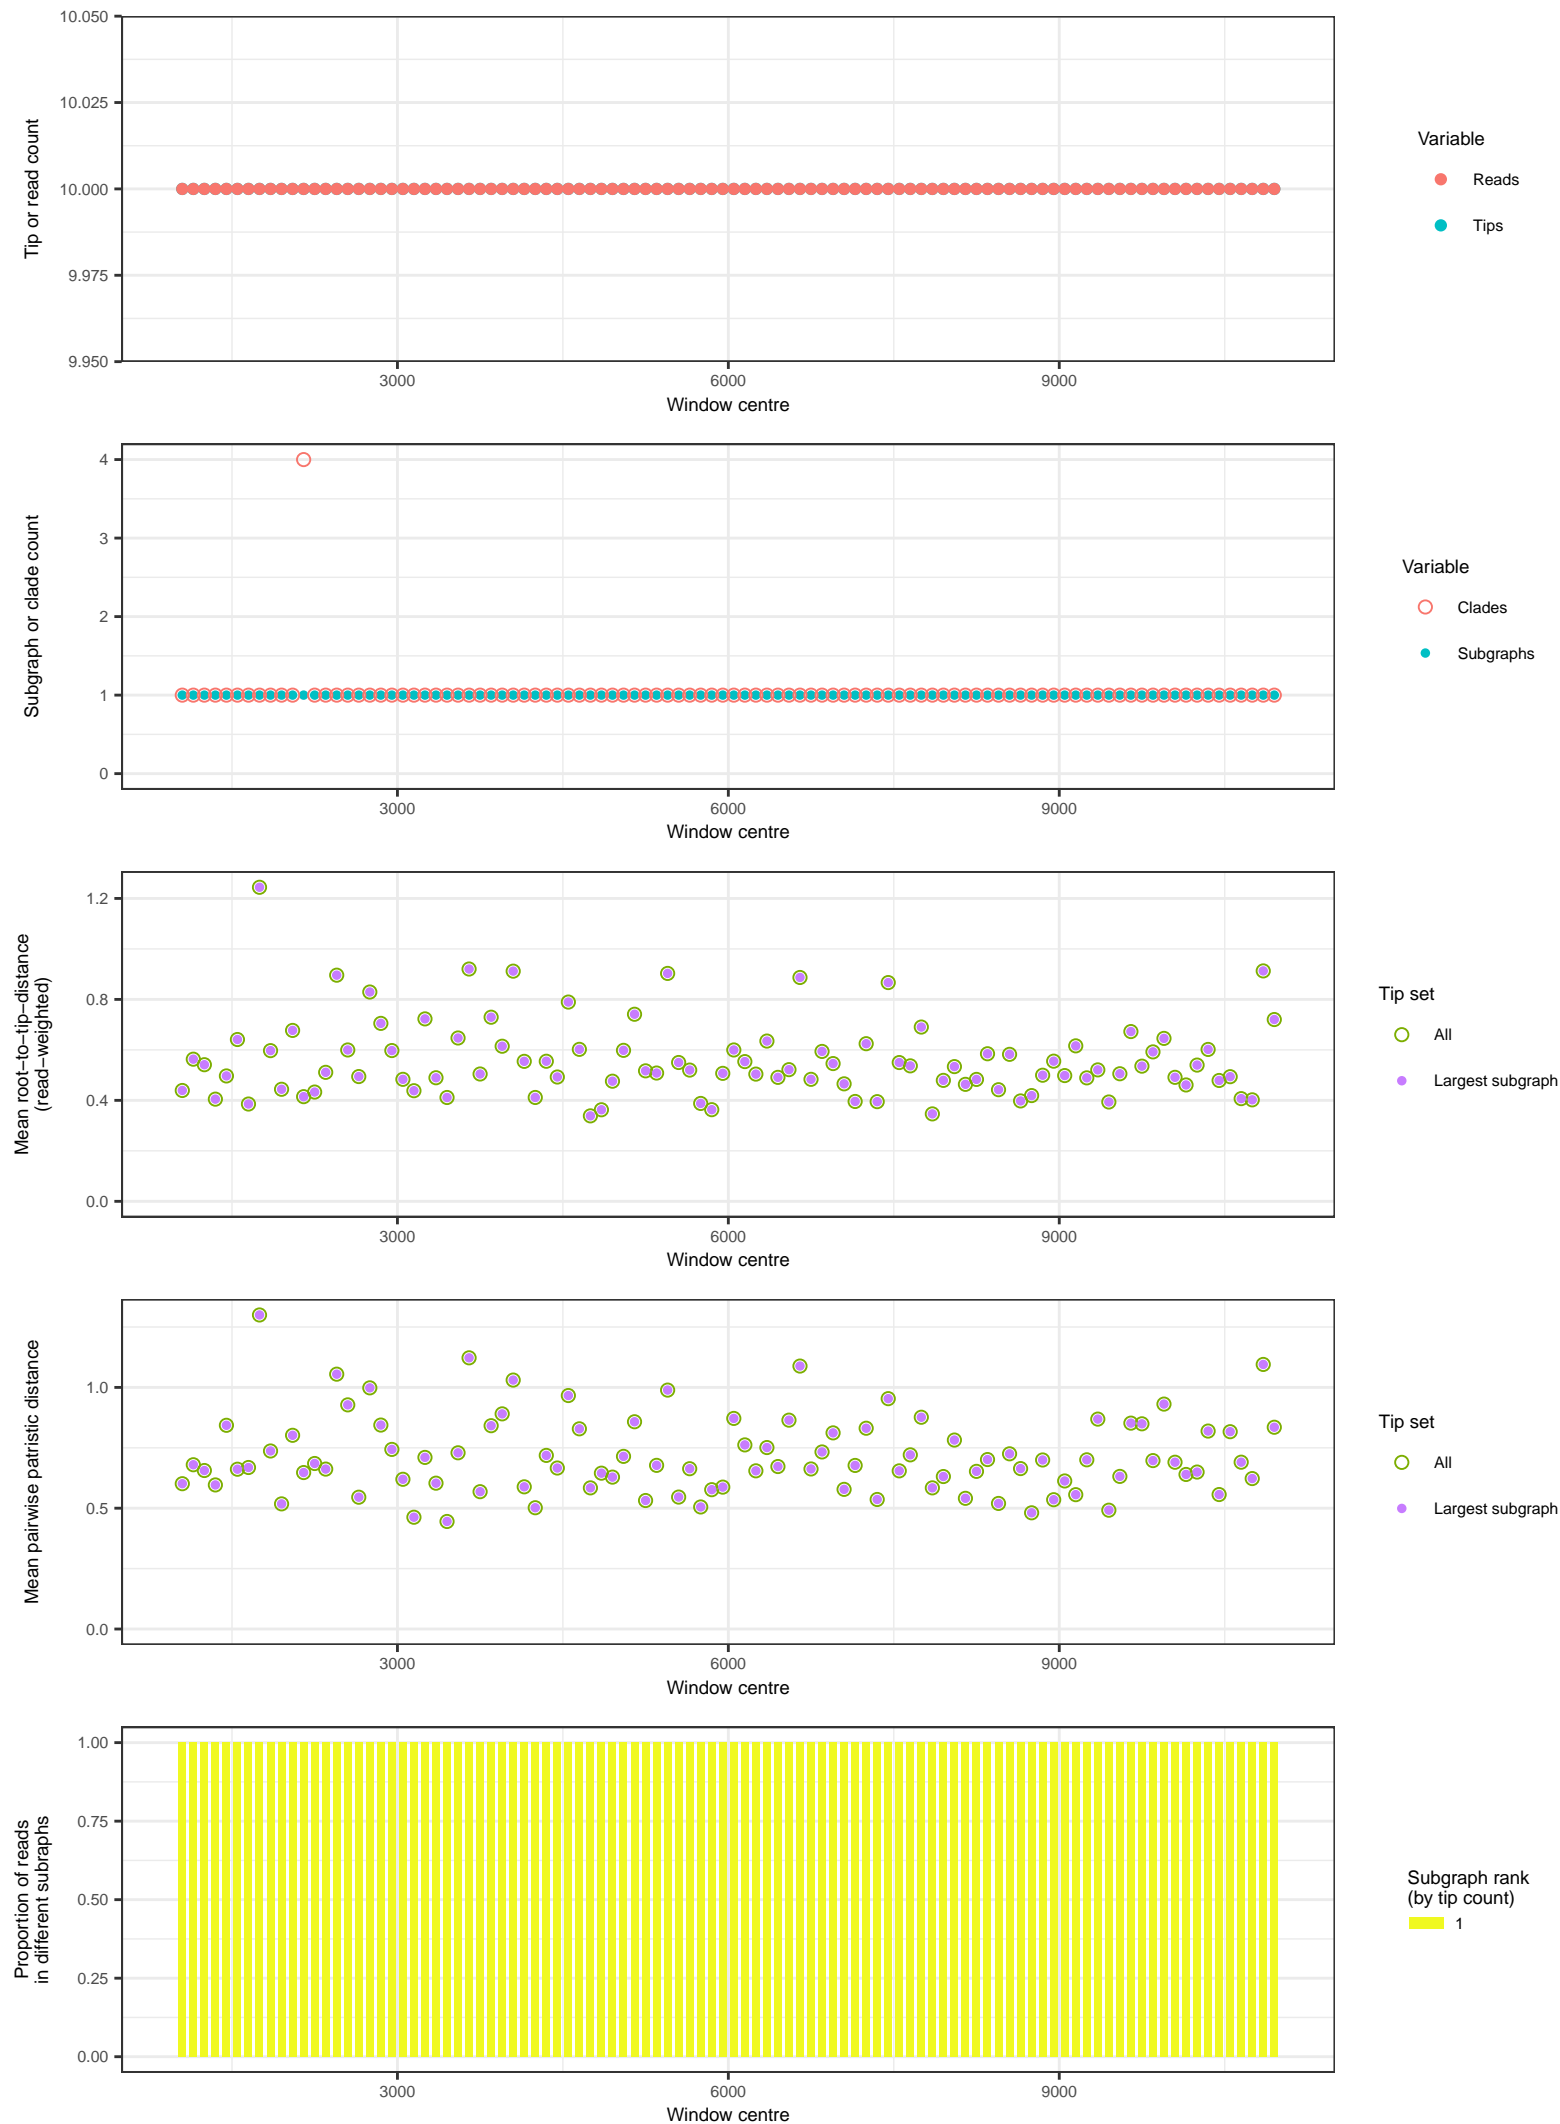 10.050
10.025
10.000
9.975
9.950
Tip or read count
3000
6000
9000
Window centre
Variable
Reads
Tips
4
3
2
1
0
Subgraph or clade count
3000
6000
9000
Window centre
Variable
Clades
Subgraphs
1.2
0.8
0.4
0.0
Mean root–to–tip–distance
(read–weighted)
3000
6000
9000
Window centre
Tip set
All
Largest subgraph
1.0
0.5
0.0
Mean pairwise patristic distance
3000
6000
9000
Window centre
Tip set
All
Largest subgraph
1.00
0.75
0.50
0.25
0.00
Proportion of reads
in different subraphs
3000
6000
9000
Window centre
Subgraph rank
(by tip count)
1